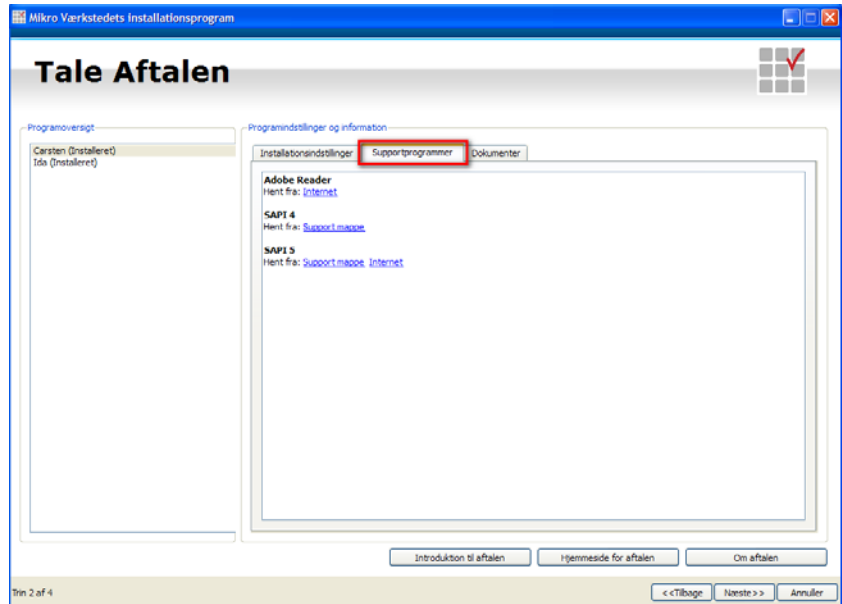 Mikro Værkstedets installationsprogram
Tale Aftalen
Programoversigt
Carsten (Installeret)
Ida (Installeret)
Programindstillinger og information
Installationsindstillinger Supportprogrammer Dokumenter
Adobe Reader
Hent fra: Internet
SAPI 4
Hent fra: Support mappe
SAPI 5
Hent fra: Support mappe Internet
Introduktion til aftalen Hjemmeside for aftalen Om aftalen
Trin 2 af 4 <<Tilbage Næste>> Annuller